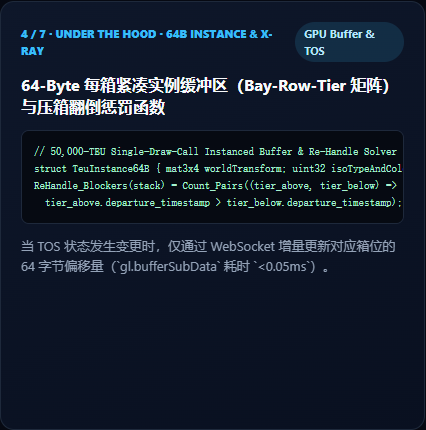 4 / 7 · UNDER THE HOOD · 64B INSTANCE & X-
RAY
GPU Buffer &
TOS
64-Byte 每箱紧凑实例缓冲区（Bay-Row-Tier 矩阵）
与压箱翻倒惩罚函数
// 50,000-TEU Single-Draw-Call Instanced Buffer & Re-Handle Solver
struct TeuInstance64B { mat3x4 worldTransform; uint32 isoTypeAndCol
ReHandle_Blockers(stack) = Count_Pairs((tier_above, tier_below) =>
tier_above.departure_timestamp > tier_below.departure_timestamp);
当 TOS 状态发生变更时，仅通过 WebSocket 增量更新对应箱位的
64 字节偏移量（`gl.bufferSubData` 耗时 `<0.05ms`）。